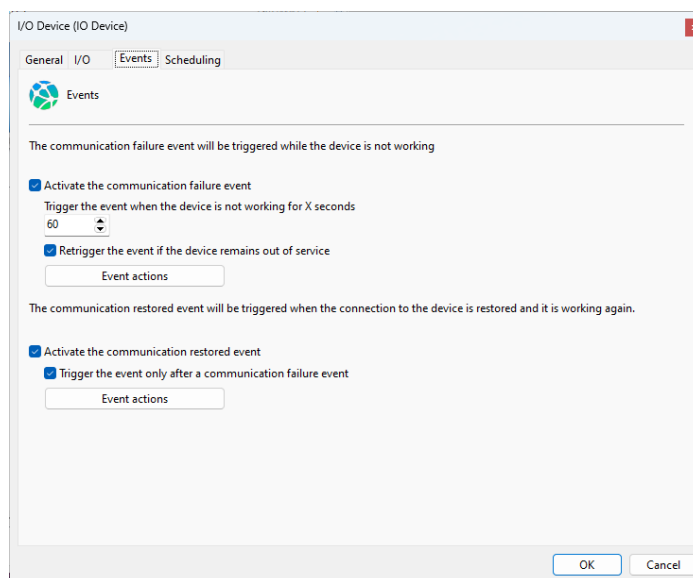 I/O Device (IO Device)
General I/O Events Scheduling
Events
The communication failure event will be triggered while the device is not working
Activate the communication failure event
Trigger the event when the device is not working for X seconds
60
Retrigger the event if the device remains out of service
Event actions
The communication restored event will be triggered when the connection to the device is restored and it is working again.
Activate the communication restored event
Trigger the event only after a communication failure event
Event actions
OK Cancel